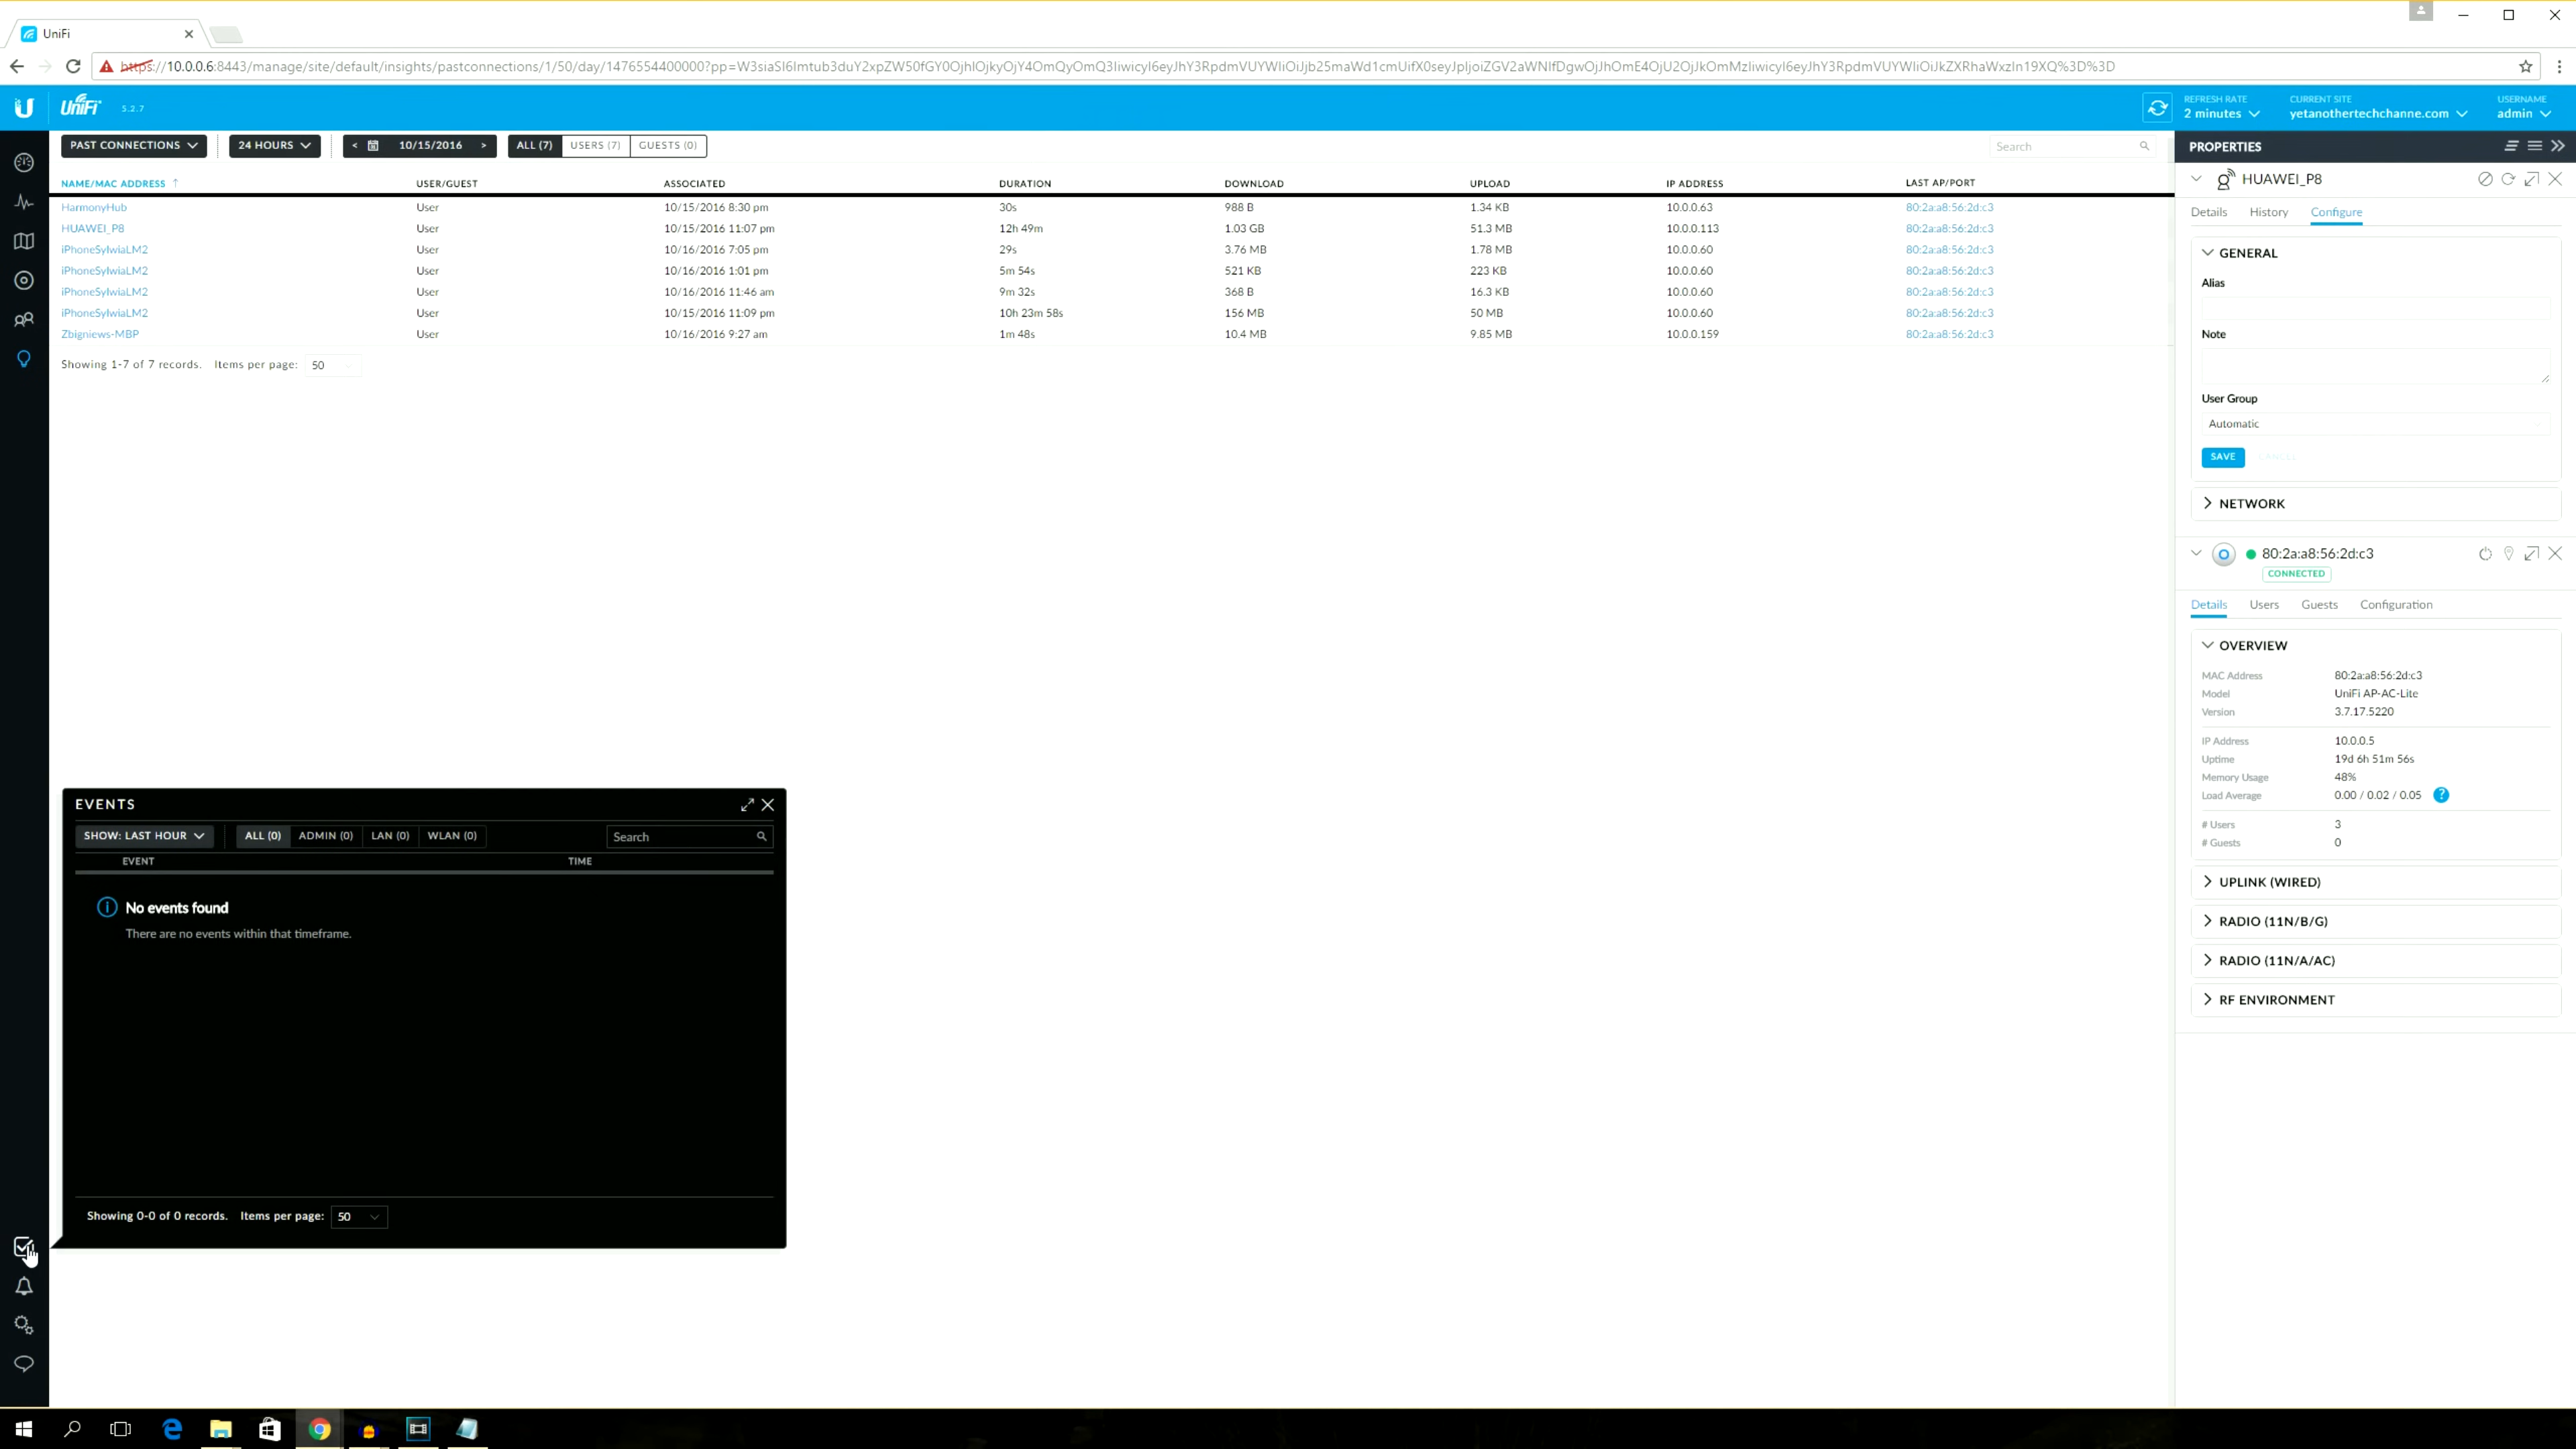 UniFi
https://10.0.0.6:8443/manage/site/default/insights/pastconnections/1/50/day/1476554400000?pp=
UniFi 5.2.7
REFRESH RATE
2 minutes
CURRENT SITE
yetanothertechchanne.com
USERNAME
admin
PAST CONNECTIONS 24 HOURS < 10/15/2016 > ALL (7) USERS (7) GUESTS (0) Search
NAME/MAC ADDRESS ↑ USER/GUEST ASSOCIATED DURATION DOWNLOAD UPLOAD IP ADDRESS LAST AP/PORT
HarmonyHub User 10/15/2016 8:30 pm 30s 988 B 1.34 KB 10.0.0.63 80:2a:a8:56:2d:c3
HUAWEI_P8 User 10/15/2016 11:07 pm 12h 49m 1.03 GB 51.3 MB 10.0.0.113 80:2a:a8:56:2d:c3
iPhoneSylwiaLM2 User 10/16/2016 7:05 pm 29s 3.76 MB 1.78 MB 10.0.0.60 80:2a:a8:56:2d:c3
iPhoneSylwiaLM2 User 10/16/2016 1:01 pm 5m 54s 521 KB 223 KB 10.0.0.60 80:2a:a8:56:2d:c3
iPhoneSylwiaLM2 User 10/16/2016 11:46 am 9m 32s 368 B 16.3 KB 10.0.0.60 80:2a:a8:56:2d:c3
iPhoneSylwiaLM2 User 10/15/2016 11:09 pm 10h 23m 58s 156 MB 50 MB 10.0.0.60 80:2a:a8:56:2d:c3
Zbigniews-MBP User 10/16/2016 9:27 am 1m 48s 10.4 MB 9.85 MB 10.0.0.159 80:2a:a8:56:2d:c3
Showing 1-7 of 7 records. Items per page: 50
EVENTS
SHOW: LAST HOUR ALL (0) ADMIN (0) LAN (0) WLAN (0) Search
EVENT TIME
No events found
There are no events within that timeframe.
Showing 0-0 of 0 records. Items per page: 50
PROPERTIES
HUAWEI_P8
Details History Configure
GENERAL
Alias
Note
User Group
Automatic
SAVE CANCEL
NETWORK
80:2a:a8:56:2d:c3
CONNECTED
Details Users Guests Configuration
OVERVIEW
MAC Address 80:2a:a8:56:2d:c3
Model UniFi AP-AC-Lite
Version 3.7.17.5220
IP Address 10.0.0.5
Uptime 19d 6h 51m 56s
Memory Usage 48%
Load Average 0.00 / 0.02 / 0.05 ?
# Users 3
# Guests 0
UPLINK (WIRED)
RADIO (11N/B/G)
RADIO (11N/A/AC)
RF ENVIRONMENT